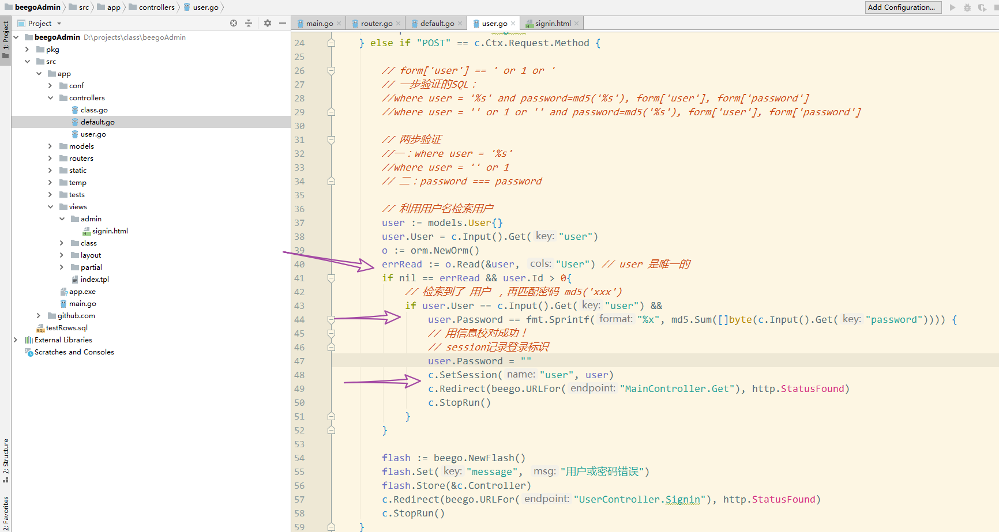 beegoAdmin src app controllers user.go
Add Configuration...
1: Project
Project
main.go router.go default.go user.go signin.html
beegoAdmin D:\projects\class\beegoAdmin
pkg
src
app
conf
controllers
class.go
default.go
user.go
models
routers
static
temp
tests
views
admin
signin.html
class
layout
partial
index.tpl
app.exe
main.go
github.com
testRows.sql
External Libraries
Scratches and Consoles
7: Structure
2: Favorites
24 } else if "POST" == c.Ctx.Request.Method {
25
26 // form['user'] == ' or 1 or '
27 // 一步验证的SQL：
28 //where user = '%s' and password=md5('%s'), form['user'], form['password']
29 //where user = '' or 1 or '' and password=md5('%s'), form['user'], form['password']
30
31 // 两步验证
32 //一：where user = '%s'
33 //where user = '' or 1
34 // 二：password === password
35
36 // 利用用户名检索用户
37 user := models.User{}
38 user.User = c.Input().Get( key: "user")
39 o := orm.NewOrm()
40 errRead := o.Read(&user, cols: "User") // user 是唯一的
41 if nil == errRead && user.Id > 0{
42 // 检索到了 用户 ，再匹配密码 md5('xxx')
43 if user.User == c.Input().Get( key: "user") &&
44 user.Password == fmt.Sprintf( format: "%x", md5.Sum([]byte(c.Input().Get( key: "password")))) {
45 // 用信息校对成功！
46 // session记录登录标识
47 user.Password = ""
48 c.SetSession( name: "user", user)
49 c.Redirect(beego.URLFor( endpoint: "MainController.Get"), http.StatusFound)
50 c.StopRun()
51 }
52 }
53
54 flash := beego.NewFlash()
55 flash.Set( key: "message", msg: "用户或密码错误")
56 flash.Store(&c.Controller)
57 c.Redirect(beego.URLFor( endpoint: "UserController.Signin"), http.StatusFound)
58 c.StopRun()
59 }